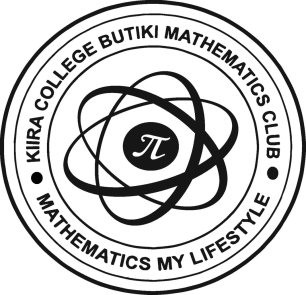 KIIRA COLLEGE BUTIKI MATHEMATICS CLUB
π
MATHEMATICS MY LIFESTYLE